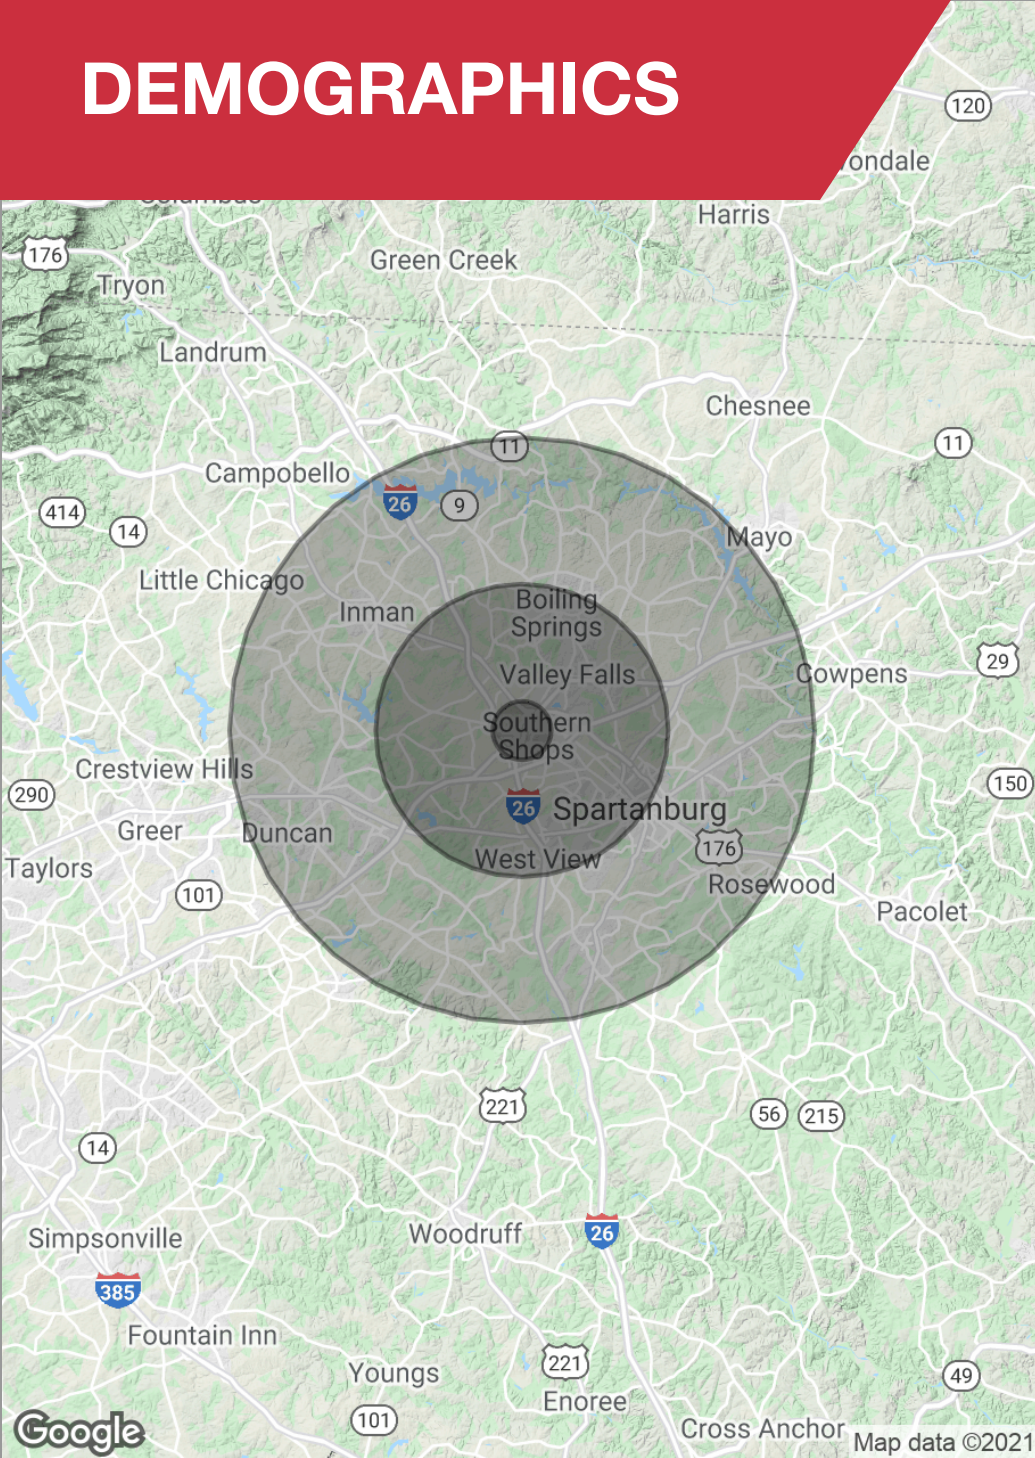 DEMOGRAPHICS
120
Harris
176
Green Creek
Tryon
Landrum
Chesnee
11
11
Campobello
26
9
414
14
Mayo
Little Chicago
Boiling
Springs
Inman
29
Valley Falls
Cowpens
Southern
Shops
Crestview Hills
150
290
26
Spartanburg
Greer
Duncan
176
West View
Taylors
Rosewood
101
Pacolet
221
56
215
14
Simpsonville
Woodruff
26
385
Fountain Inn
221
Youngs
49
Enoree
101
Cross Anchor
Google
Map data ©2021